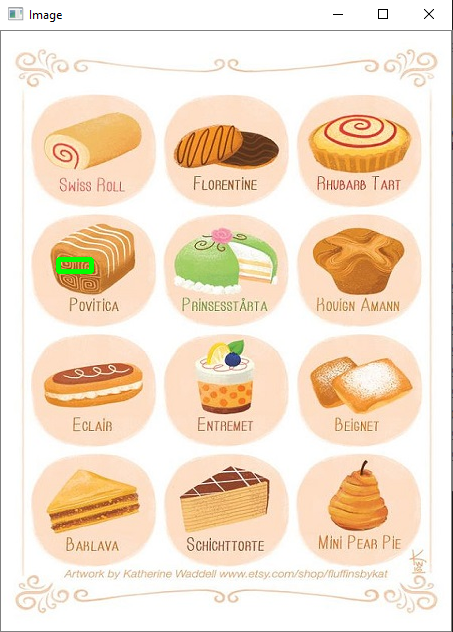 Image
Swiss Roll
Florentine
Rhubarb Tart
Povitica
Prinsesstårta
Kouign Amann
Eclair
Entremet
Beignet
Baklava
Schichttorte
Mini Pear Pie
Artwork by Katherine Waddell www.etsy.com/shop/fluffinsbykat